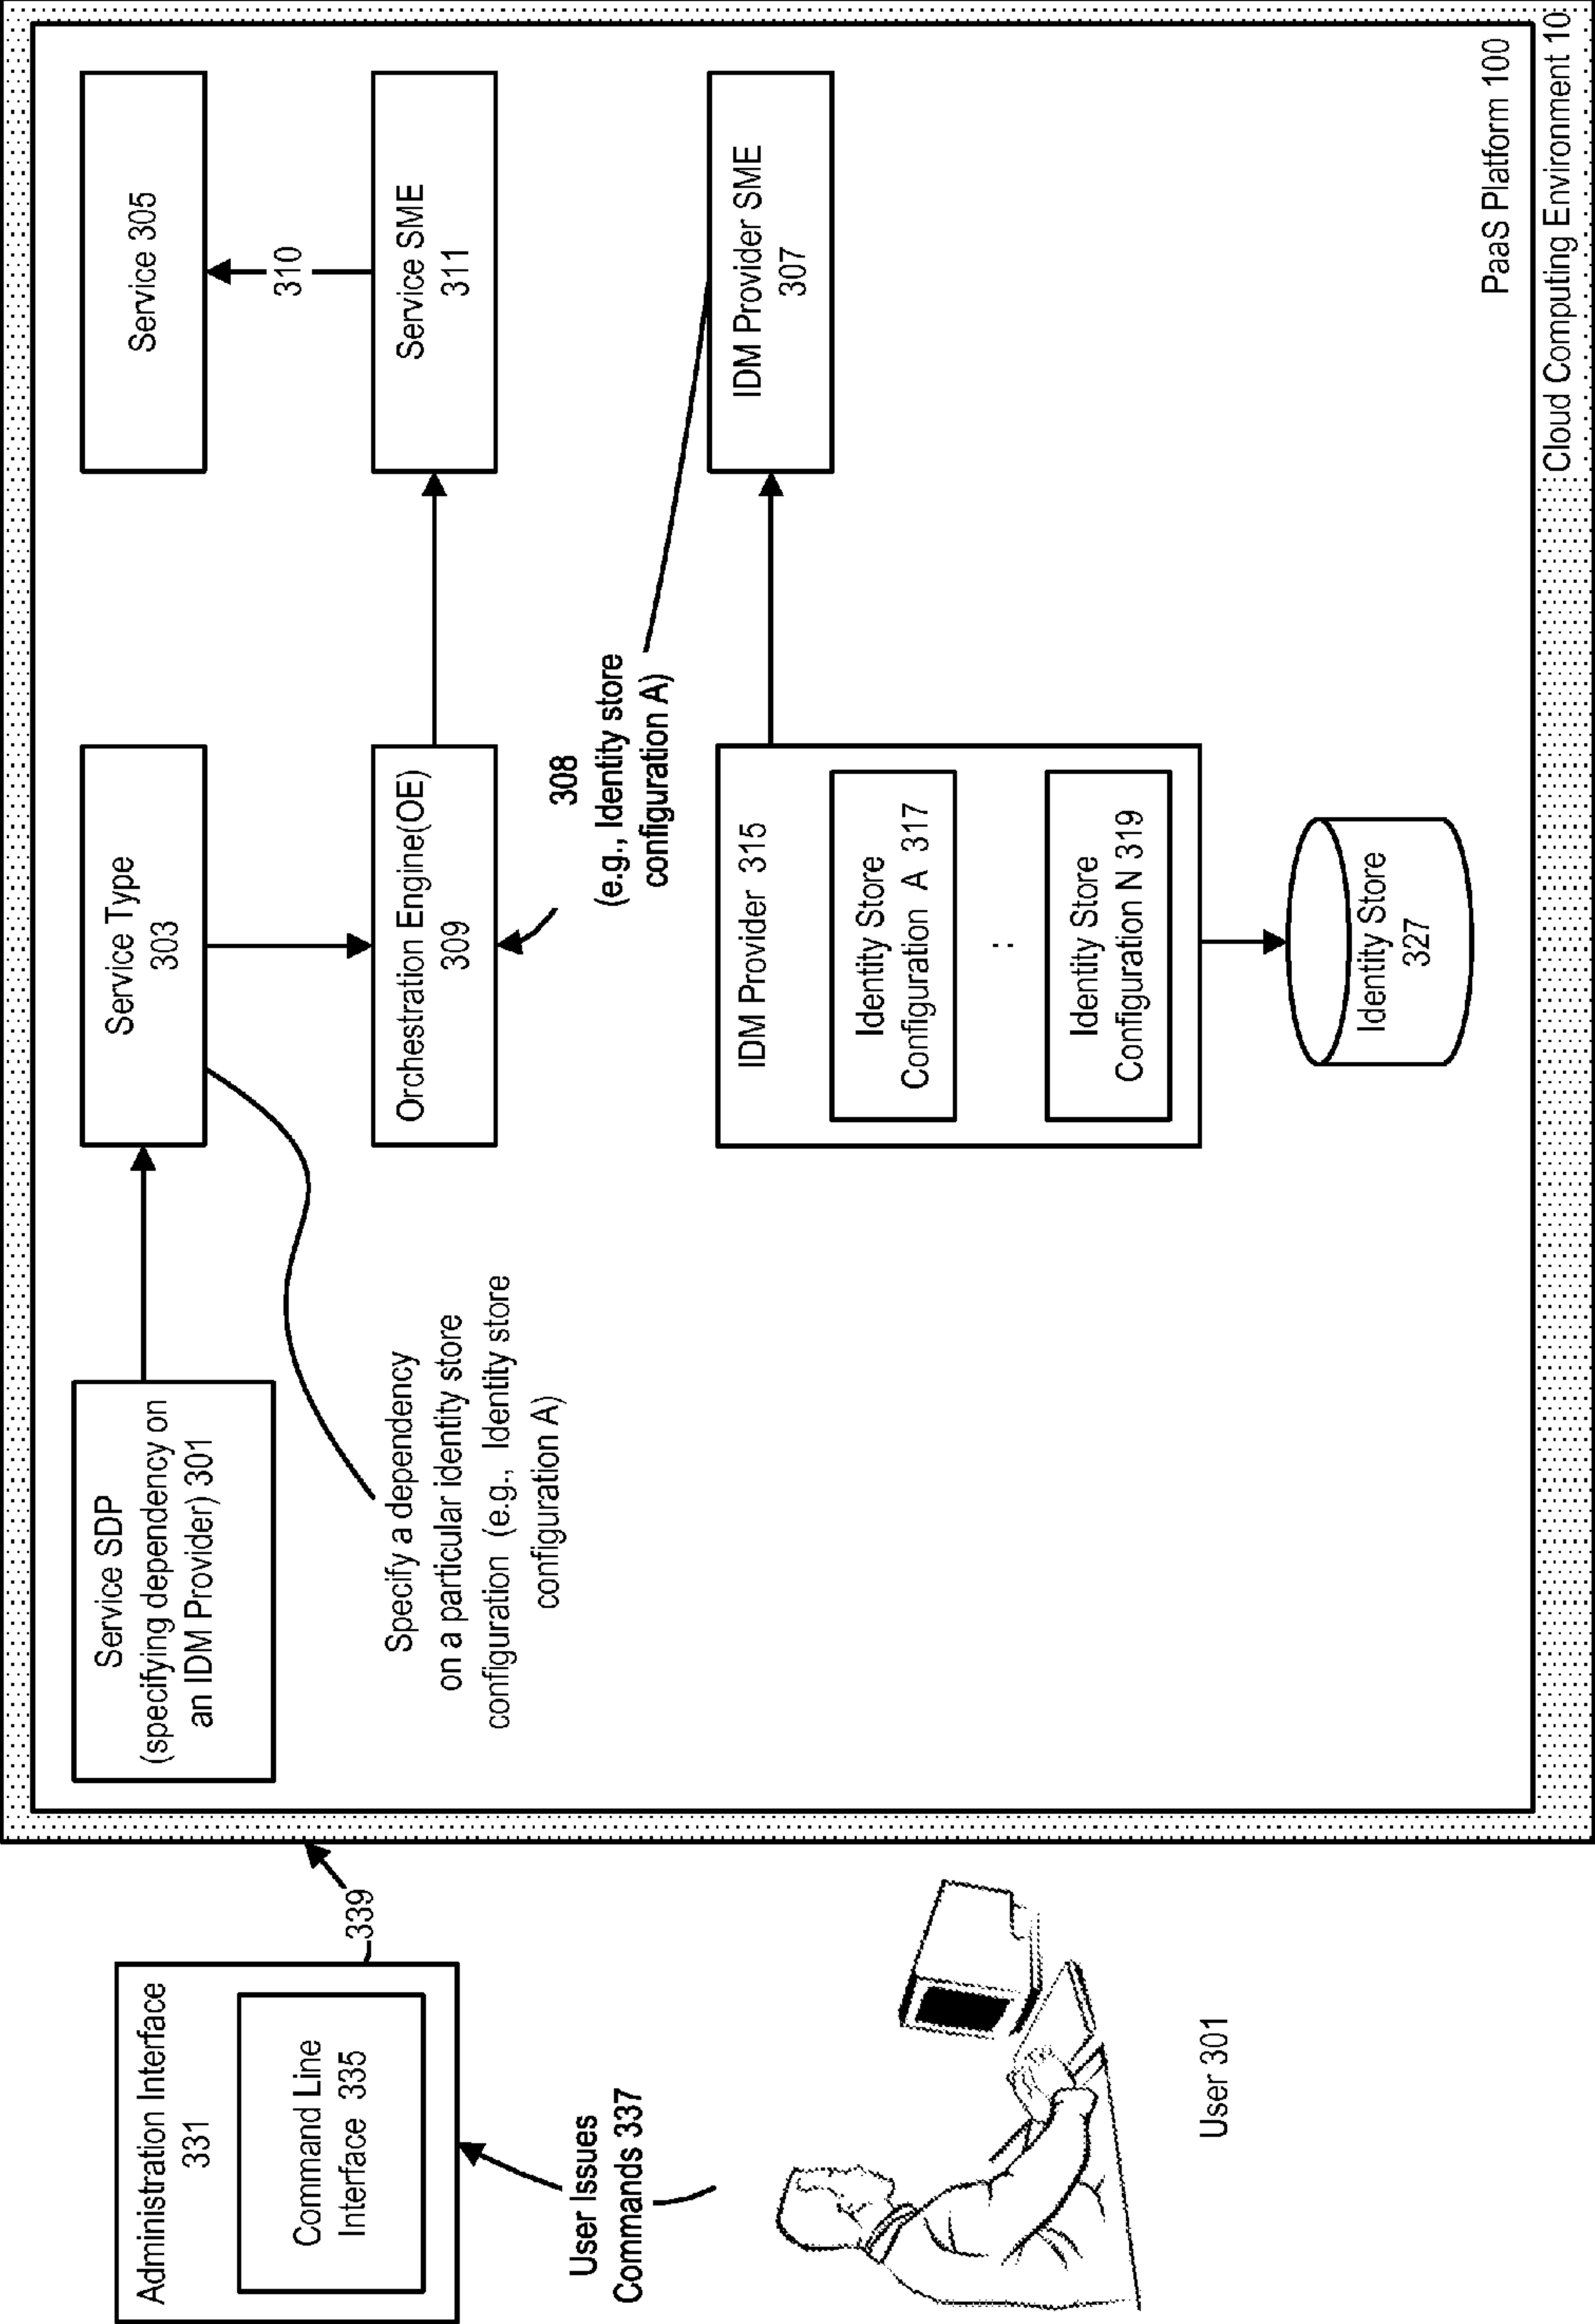 Administration Interface
331
Command Line
Interface 335
339
User Issues
Commands 337
User 301
Service SDP
(specifying dependency on
an IDM Provider) 301
Specify a dependency
on a particular identity store
configuration (e.g., Identity store
configuration A)
Service Type
303
Orchestration Engine(OE)
309
308
(e.g., Identity store
configuration A)
IDM Provider 315
Identity Store
Configuration A 317
:
Identity Store
Configuration N 319
Identity Store
327
Service 305
310
Service SME
311
IDM Provider SME
307
PaaS Platform 100
Cloud Computing Environment 10